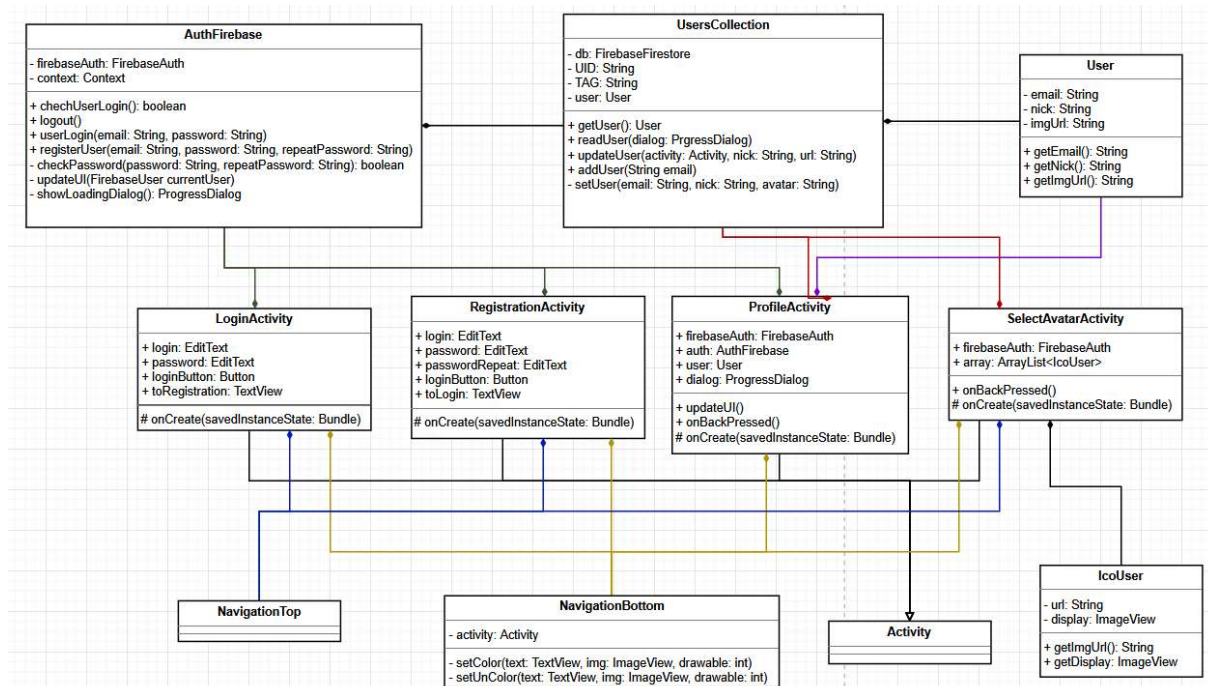 AuthFirebase
- firebaseAuth: FirebaseAuth
- context: Context
+ chechUserLogin(): boolean
+ logout()
+ userLogin(email: String, password: String)
+ registerUser(email: String, password: String, repeatPassword: String)
- checkPassword(password: String, repeatPassword: String): boolean
- updateUI(FirebaseUser currentUser)
- showLoadingDialog(): ProgressDialog
UsersCollection
- db: FirebaseFirestore
- UID: String
- TAG: String
- user: User
+ getUser(): User
+ readUser(dialog: PrgressDialog)
+ updateUser(activity: Activity, nick: String, url: String)
+ addUser(String email)
- setUser(email: String, nick: String, avatar: String)
User
- email: String
- nick: String
- imgUrl: String
+ getEmail(): String
+ getNick(): String
+ getImgUrl(): String
LoginActivity
+ login: EditText
+ password: EditText
+ loginButton: Button
+ toRegistration: TextView
# onCreate(savedInstanceState: Bundle)
RegistrationActivity
+ login: EditText
+ password: EditText
+ passwordRepeat: EditText
+ loginButton: Button
+ toLogin: TextView
# onCreate(savedInstanceState: Bundle)
ProfileActivity
+ firebaseAuth: FirebaseAuth
+ auth: AuthFirebase
+ user: User
+ dialog: ProgressDialog
+ updateUI()
+ onBackPressed()
# onCreate(savedInstanceState: Bundle)
SelectAvatarActivity
+ firebaseAuth: FirebaseAuth
+ array: ArrayList<IcoUser>
+ onBackPressed()
# onCreate(savedInstanceState: Bundle)
NavigationTop
NavigationBottom
- activity: Activity
- setColor(text: TextView, img: ImageView, drawable: int)
- setUnColor(text: TextView, img: ImageView, drawable: int)
Activity
IcoUser
- url: String
- display: ImageView
+ getImgUrl(): String
+ getDisplay: ImageView